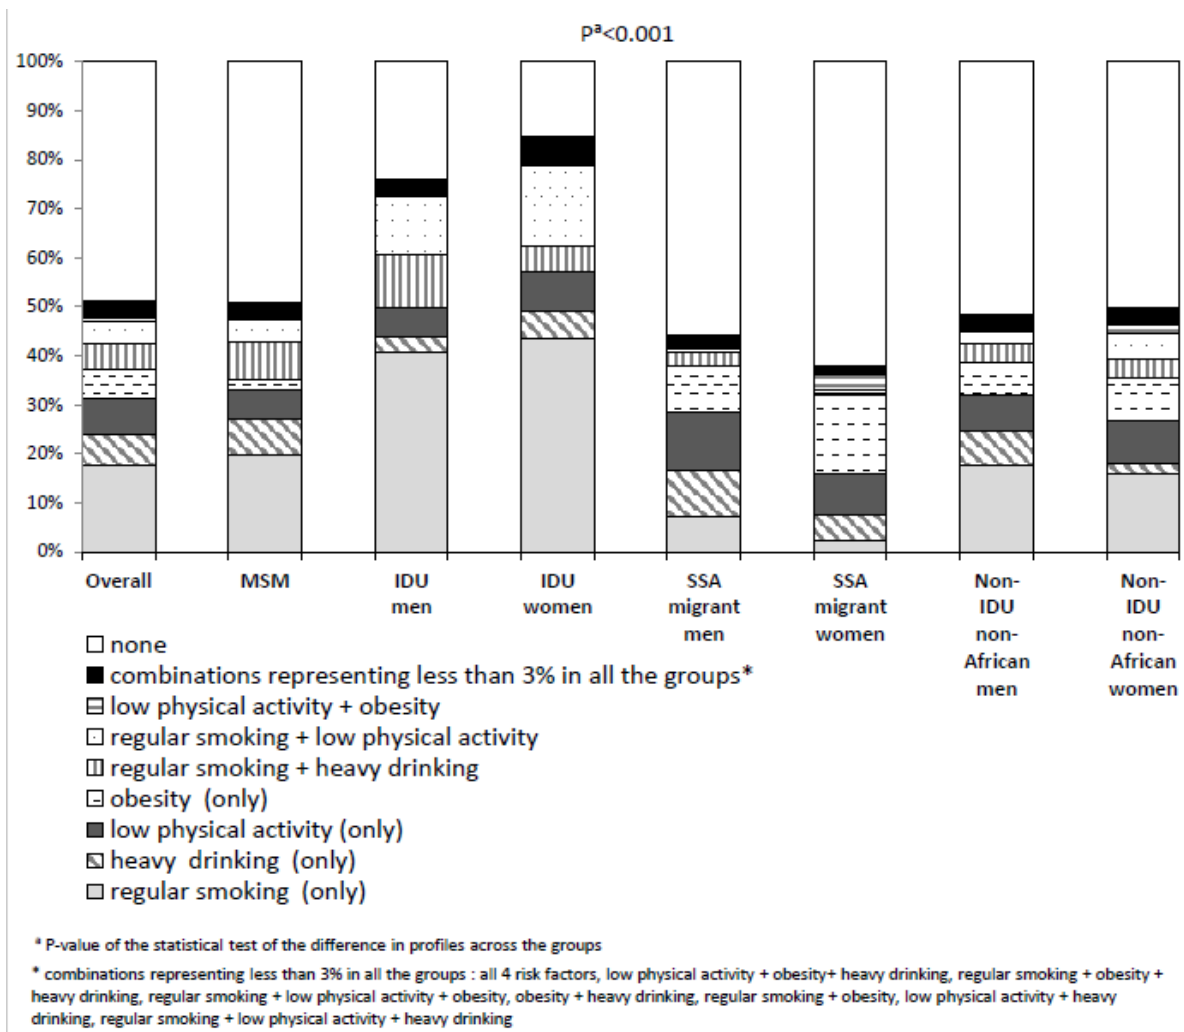 Pª<0.001
100%
90%
80%
70%
60%
50%
40%
30%
20%
10%
0%
Overall
MSM
IDU
men
IDU
women
SSA
migrant
men
SSA
migrant
women
Non-
IDU
non-
African
men
Non-
IDU
non-
African
women
none
combinations representing less than 3% in all the groups*
low physical activity + obesity
regular smoking + low physical activity
regular smoking + heavy drinking
obesity (only)
low physical activity (only)
heavy drinking (only)
regular smoking (only)
ª P-value of the statistical test of the difference in profiles across the groups
* combinations representing less than 3% in all the groups : all 4 risk factors, low physical activity + obesity+ heavy drinking, regular smoking + obesity +
heavy drinking, regular smoking + low physical activity + obesity, obesity + heavy drinking, regular smoking + obesity, low physical activity + heavy
drinking, regular smoking + low physical activity + heavy drinking